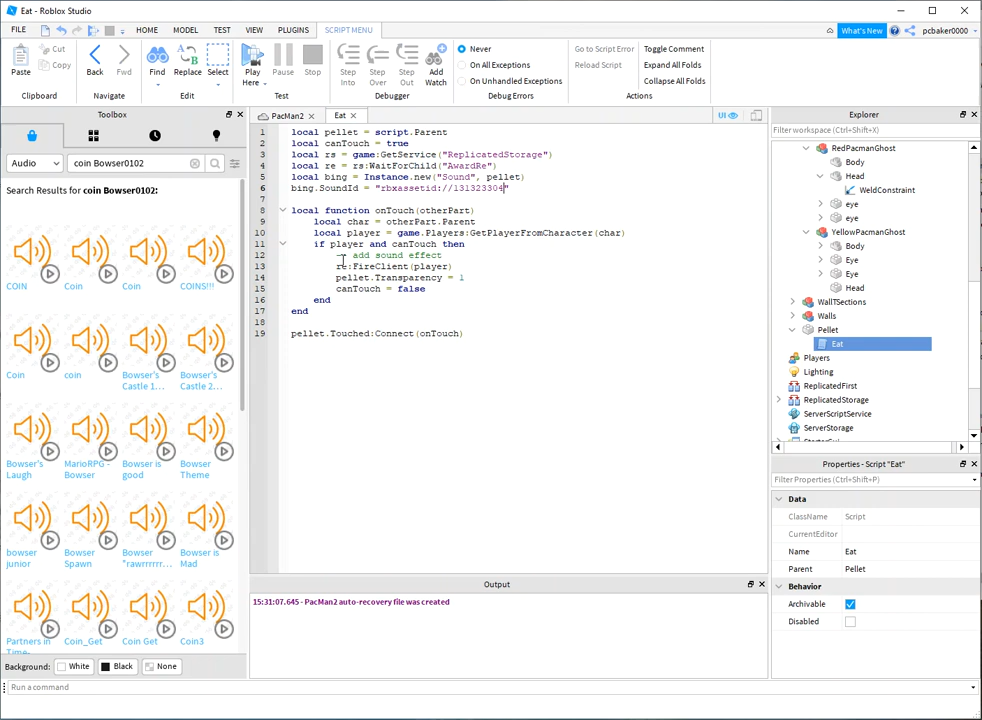 Eat - Roblox Studio
FILE HOME MODEL TEST VIEW PLUGINS SCRIPT MENU What's New pcbaker0000
Paste Cut Copy Back Fwd Find Replace Select Play Here Pause Stop Step Into Step Over Step Out Add Watch
Never
On All Exceptions
On Unhandled Exceptions
Go to Script Error
Reload Script
Toggle Comment
Expand All Folds
Collapse All Folds
Clipboard Navigate Edit Test Debugger Debug Errors Actions
Toolbox
Audio coin Bowser0102
Search Results for coin Bowser0102:
COIN Coin Coin COINS!!!
Coin coin Bowser's Castle 1... Bowser's Castle 2...
Bowser's Laugh MarioRPG - Bowser Bowser is good Bowser Theme
bowser junior Bowser Spawn Bowser "rawrrrrrr... Bowser is Mad
Partners in Time- Coin_Get Coin Get Coin3
Background: White Black None
PacMan2 Eat UI
1 local pellet = script.Parent
2 local canTouch = true
3 local rs = game:GetService("ReplicatedStorage")
4 local re = rs:WaitForChild("AwardRe")
5 local bing = Instance.new("Sound", pellet)
6 bing.SoundId = "rbxassetid://131323304"
7
8 local function onTouch(otherPart)
9 local char = otherPart.Parent
10 local player = game.Players:GetPlayerFromCharacter(char)
11 if player and canTouch then
12 -- add sound effect
13 re:FireClient(player)
14 pellet.Transparency = 1
15 canTouch = false
16 end
17 end
18
19 pellet.Touched:Connect(onTouch)
Output
15:31:07.645 - PacMan2 auto-recovery file was created
Explorer
Filter workspace (Ctrl+Shift+X)
RedPacmanGhost
Body
Head
WeldConstraint
eye
eye
YellowPacmanGhost
Body
Eye
Eye
Head
WallTSections
Walls
Pellet
Eat
Players
Lighting
ReplicatedFirst
ReplicatedStorage
ServerScriptService
ServerStorage
Properties - Script "Eat"
Filter Properties (Ctrl+Shift+P)
Data
ClassName Script
CurrentEditor
Name Eat
Parent Pellet
Behavior
Archivable
Disabled
Run a command